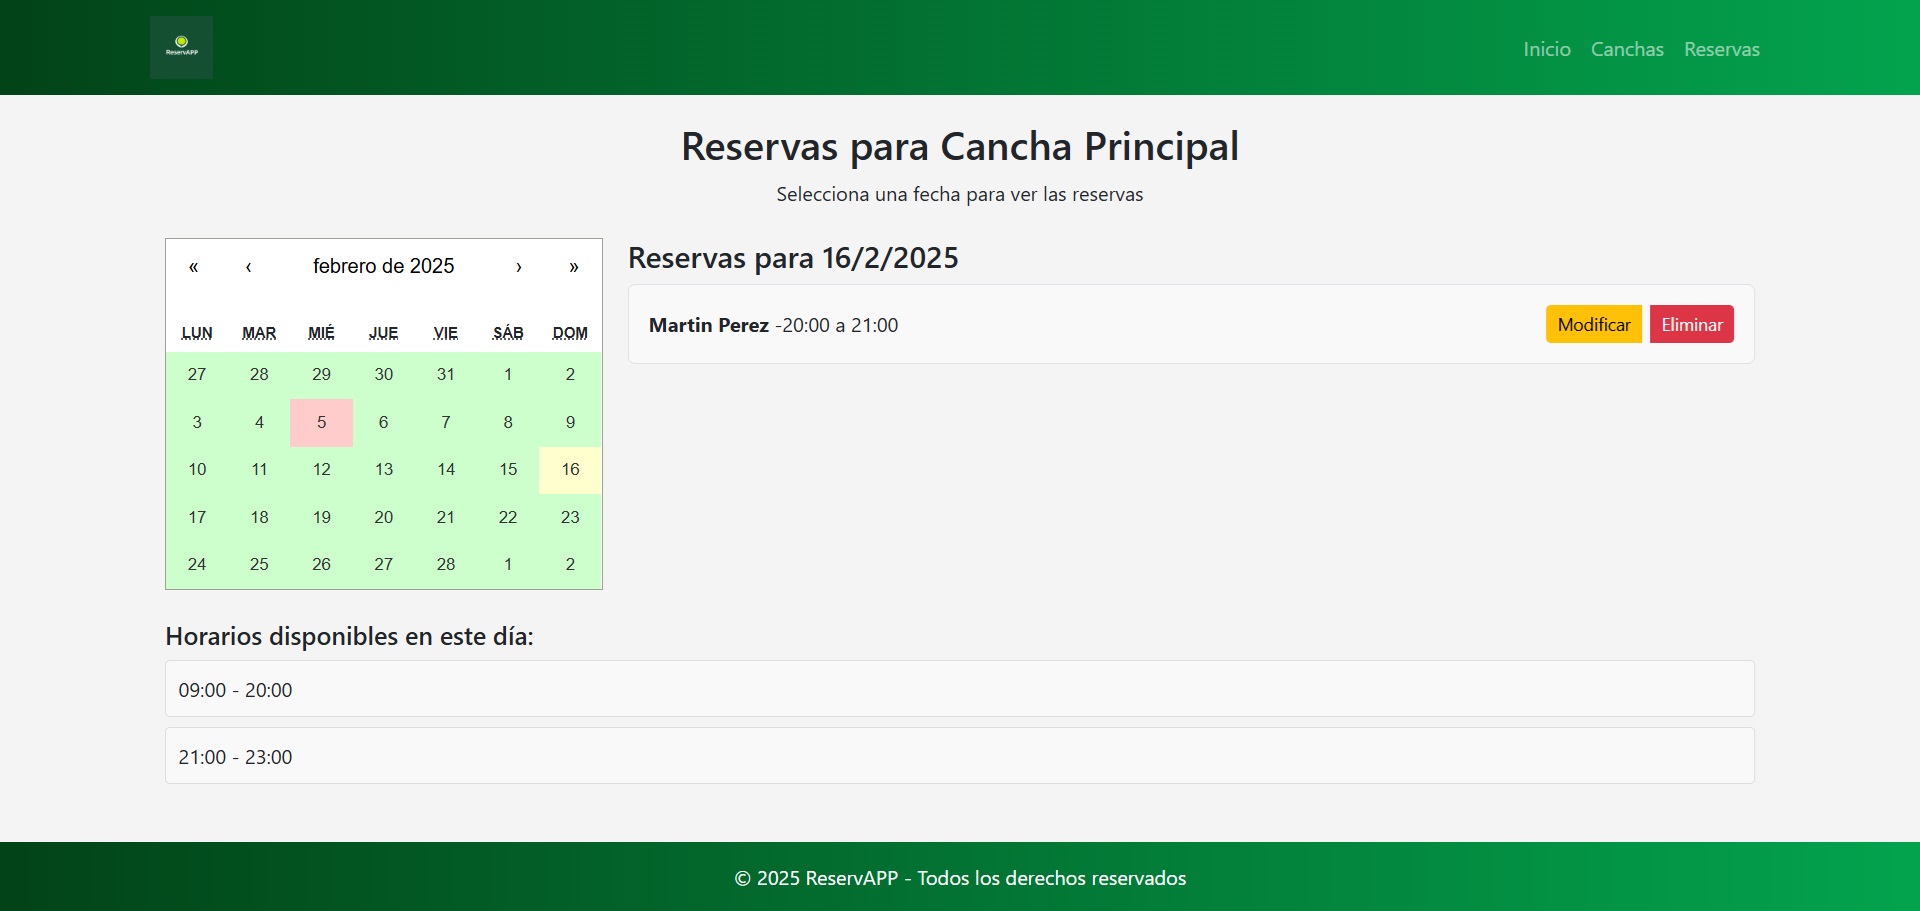 ReservAPP
Inicio Canchas Reservas
Reservas para Cancha Principal
Selecciona una fecha para ver las reservas
« ‹ febrero de 2025 › »
LUN MAR MIÉ JUE VIE SÁB DOM
27 28 29 30 31 1 2
3 4 5 6 7 8 9
10 11 12 13 14 15 16
17 18 19 20 21 22 23
24 25 26 27 28 1 2
Reservas para 16/2/2025
Martin Perez -20:00 a 21:00
Modificar Eliminar
Horarios disponibles en este día:
09:00 - 20:00
21:00 - 23:00
© 2025 ReservAPP - Todos los derechos reservados